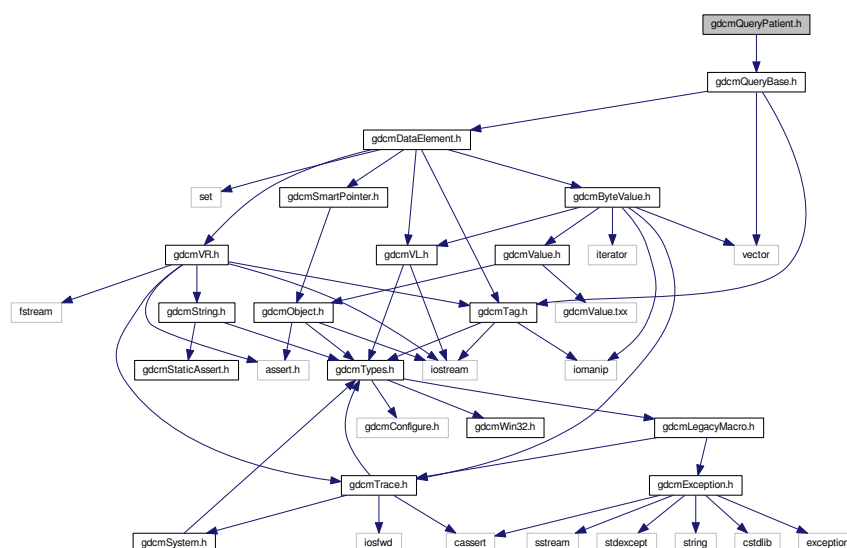 gdcmQueryPatient.h
gdcmQueryBase.h
gdcmDataElement.h
set
gdcmSmartPointer.h
gdcmByteValue.h
gdcmVR.h
gdcmVL.h
gdcmValue.h
iterator
vector
fstream
gdcmString.h
gdcmObject.h
gdcmTag.h
gdcmValue.txx
gdcmStaticAssert.h
assert.h
gdcmTypes.h
iostream
iomanip
gdcmConfigure.h
gdcmWin32.h
gdcmLegacyMacro.h
gdcmTrace.h
gdcmException.h
gdcmSystem.h
iosfwd
cassert
sstream
stdexcept
string
cstdlib
exception